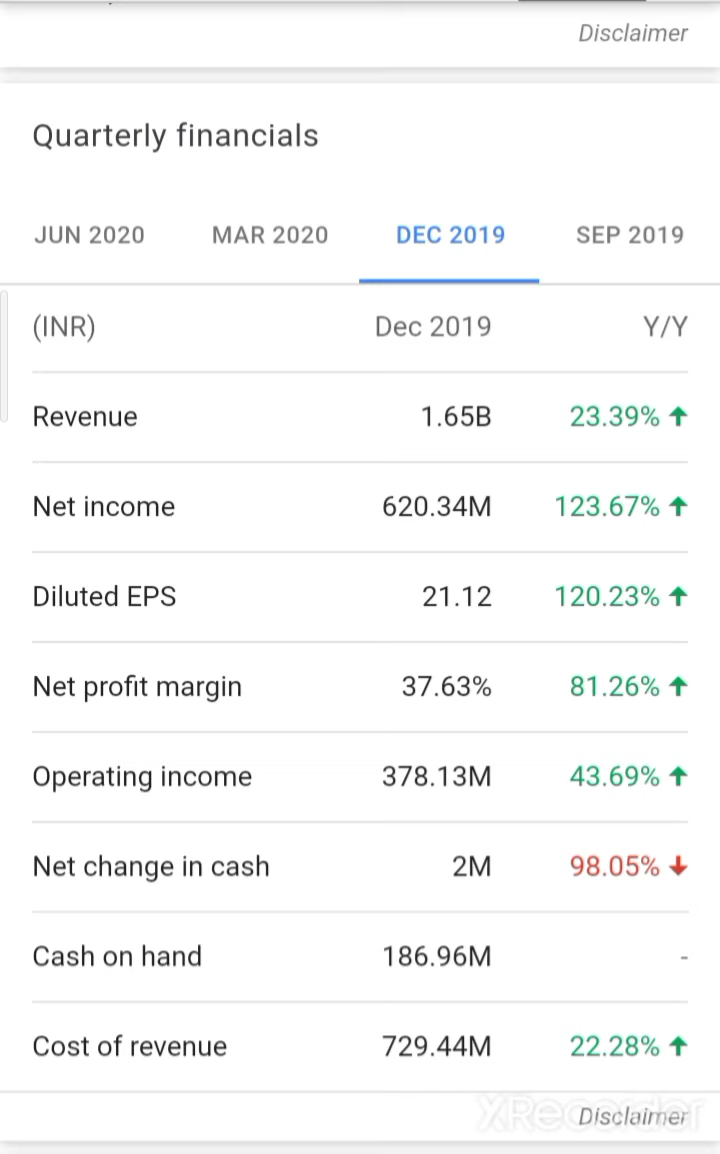 Disclaimer
Quarterly financials
JUN 2020 MAR 2020 DEC 2019 SEP 2019
(INR) Dec 2019 Y/Y
Revenue 1.65B 23.39% ↑
Net income 620.34M 123.67% ↑
Diluted EPS 21.12 120.23% ↑
Net profit margin 37.63% 81.26% ↑
Operating income 378.13M 43.69% ↑
Net change in cash 2M 98.05% ↓
Cash on hand 186.96M -
Cost of revenue 729.44M 22.28% ↑
XRecorder
Disclaimer